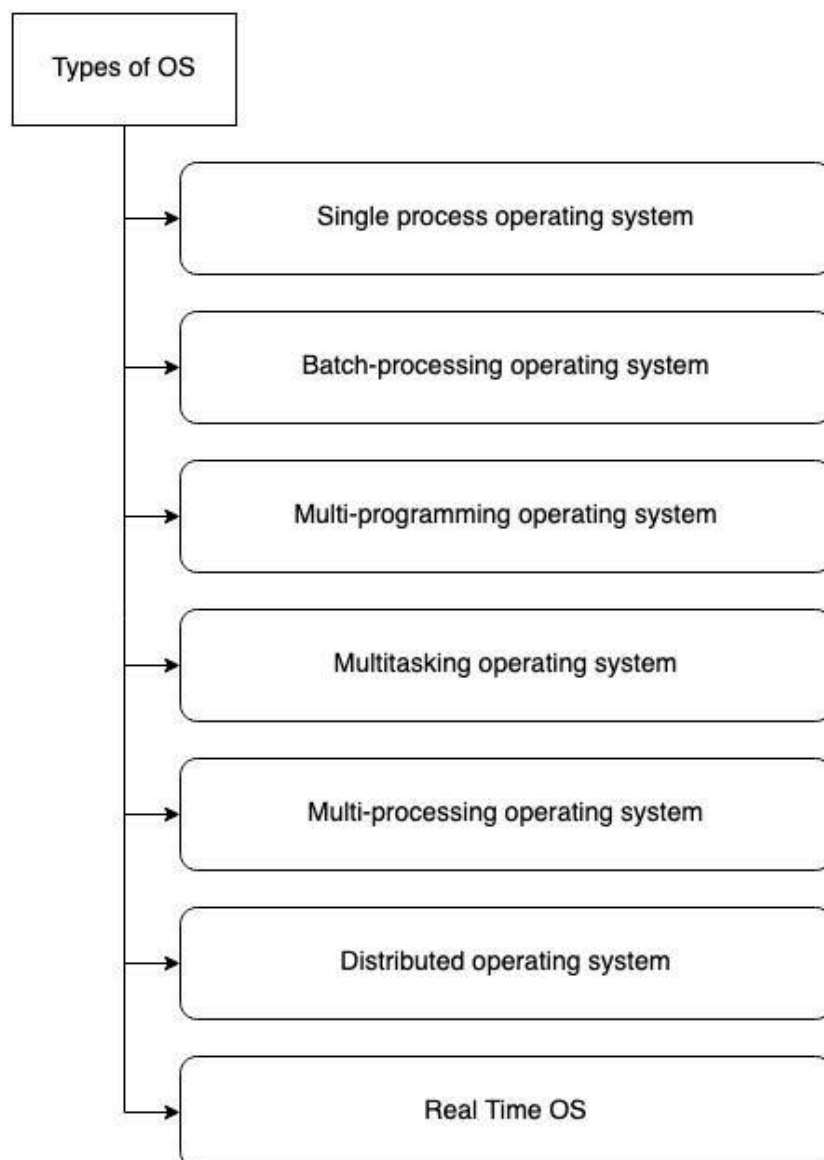 Types of OS
Single process operating system
Batch-processing operating system
Multi-programming operating system
Multitasking operating system
Multi-processing operating system
Distributed operating system
Real Time OS